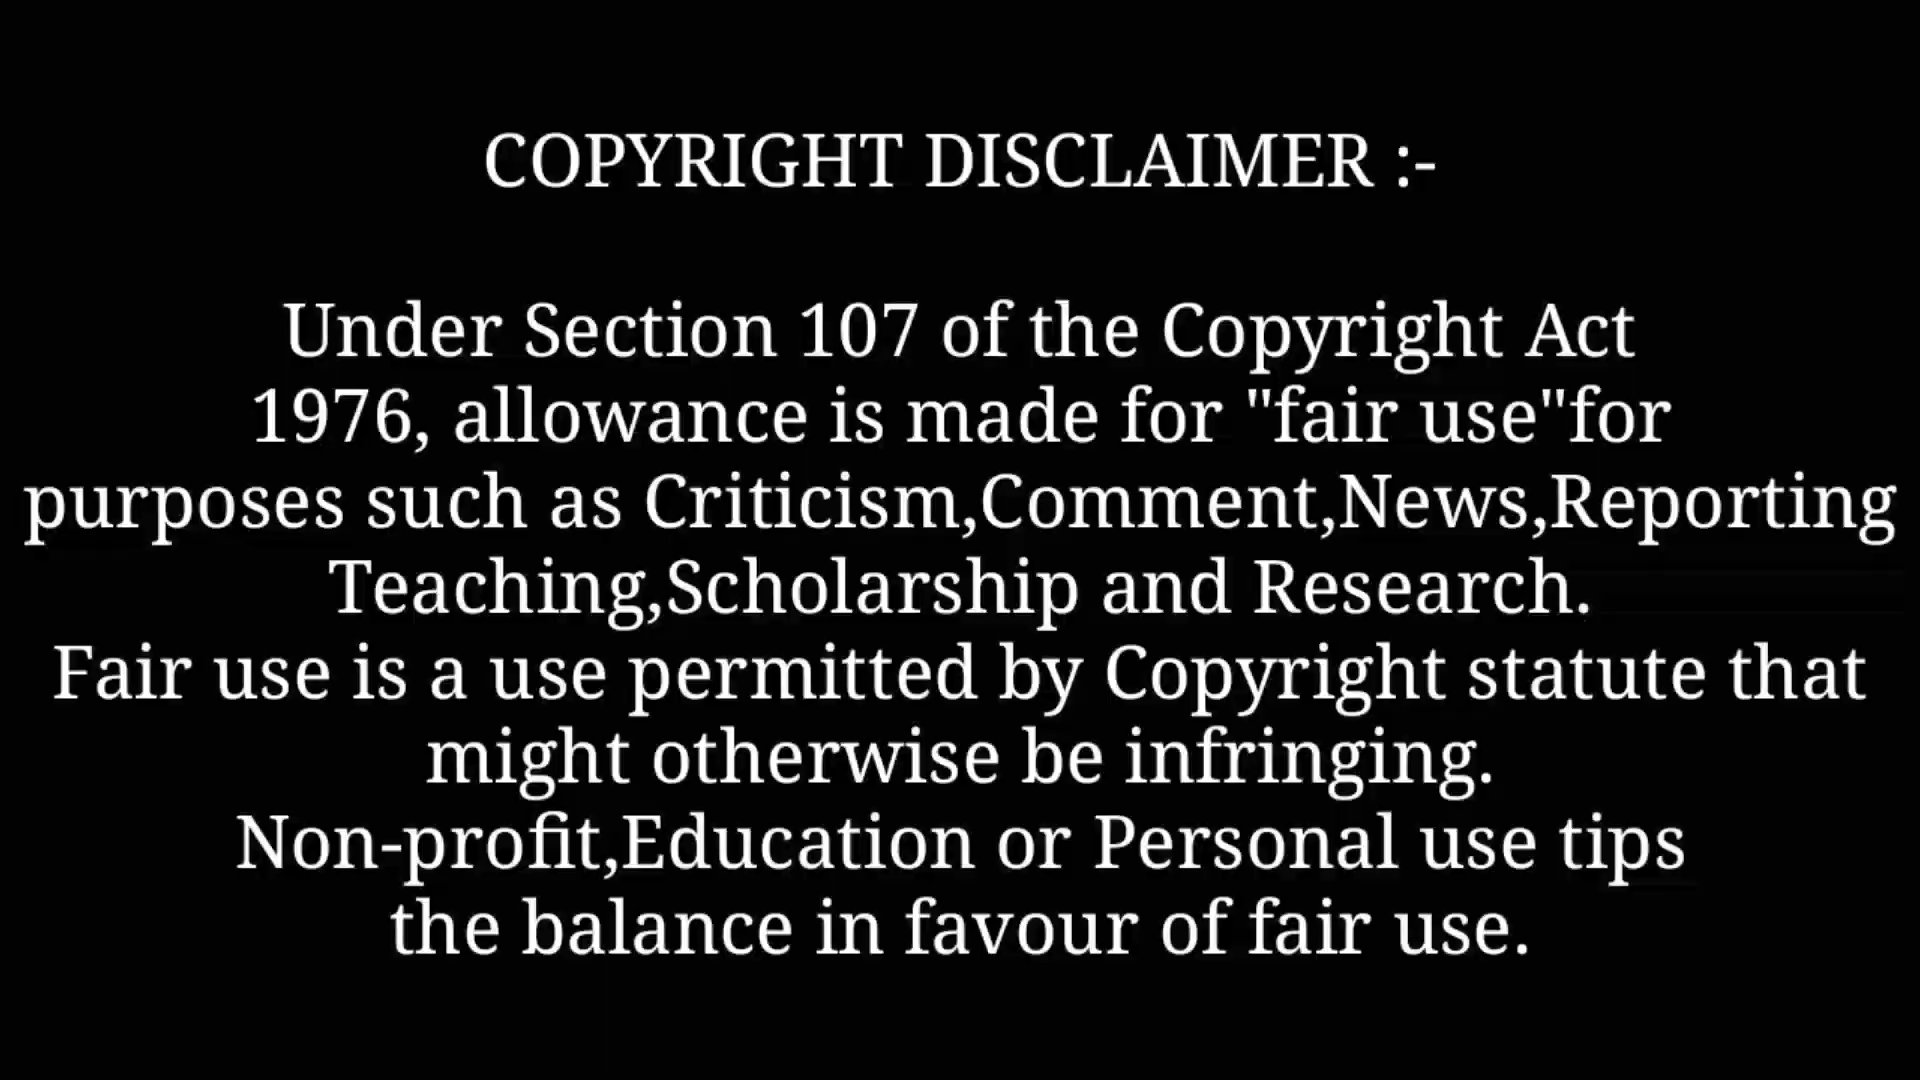 COPYRIGHT DISCLAIMER :-
Under Section 107 of the Copyright Act
1976, allowance is made for "fair use"for
purposes such as Criticism,Comment,News,Reporting
Teaching,Scholarship and Research.
Fair use is a use permitted by Copyright statute that
might otherwise be infringing.
Non-profit,Education or Personal use tips
the balance in favour of fair use.